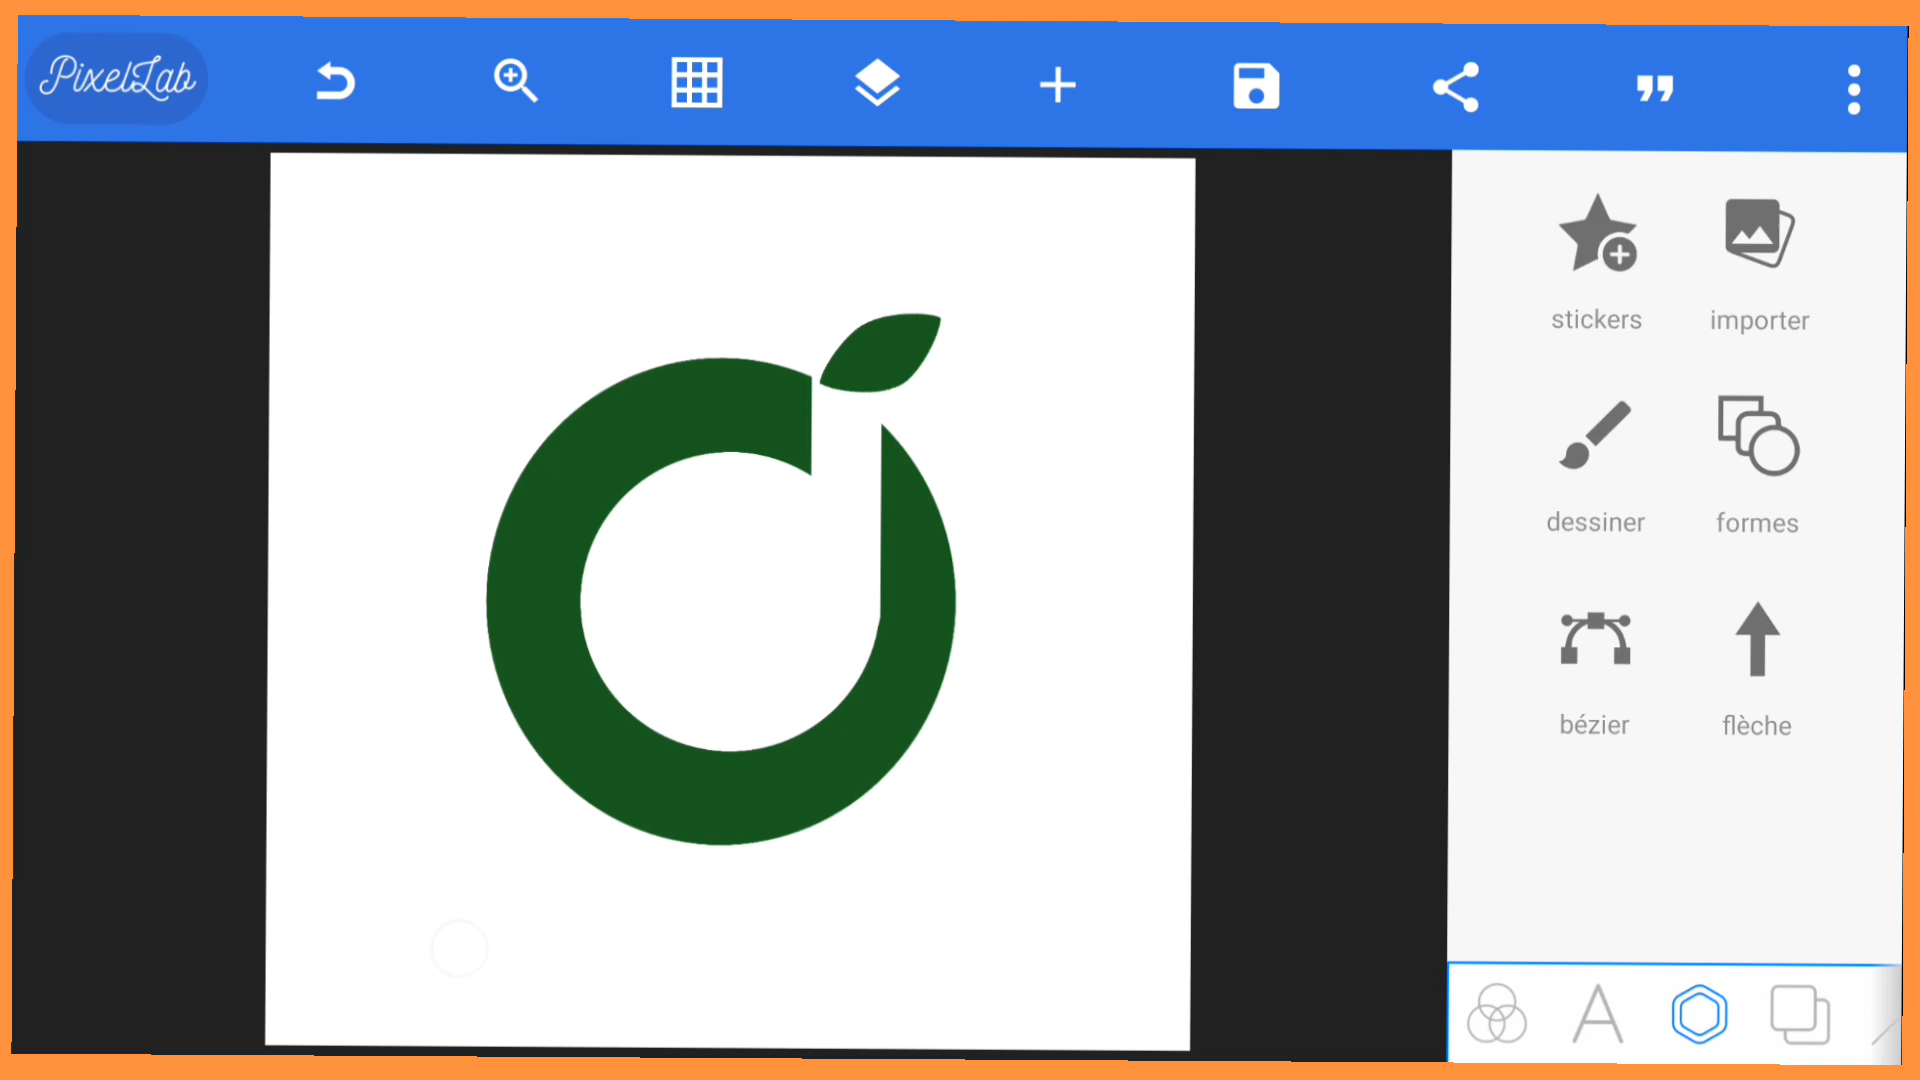 PixelLab
stickers
importer
dessiner
formes
bézier
flèche